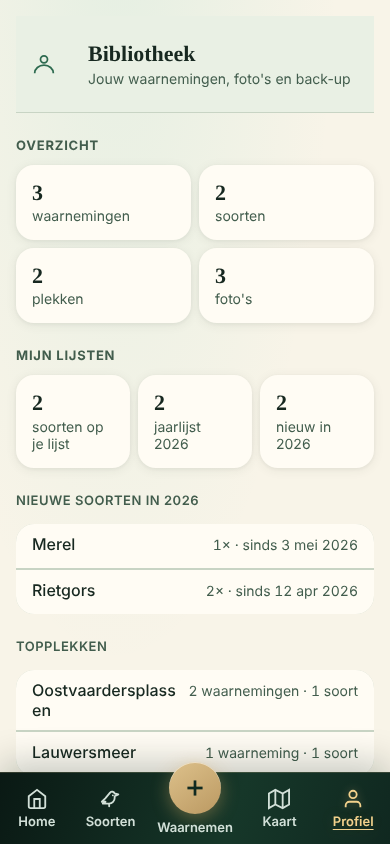 Bibliotheek
Jouw waarnemingen, foto's en back-up
OVERZICHT
3
waarnemingen
2
soorten
2
plekken
3
foto's
MIJN LIJSTEN
2
soorten op
je lijst
2
jaarlijst
2026
2
nieuw in
2026
NIEUWE SOORTEN IN 2026
Merel 1× · sinds 3 mei 2026
Rietgors 2× · sinds 12 apr 2026
TOPPLEKKEN
Oostvaardersplass 2 waarnemingen · 1 soort
en
Lauwersmeer 1 waarneming · 1 soort
Home Soorten Waarnemen Kaart Profiel